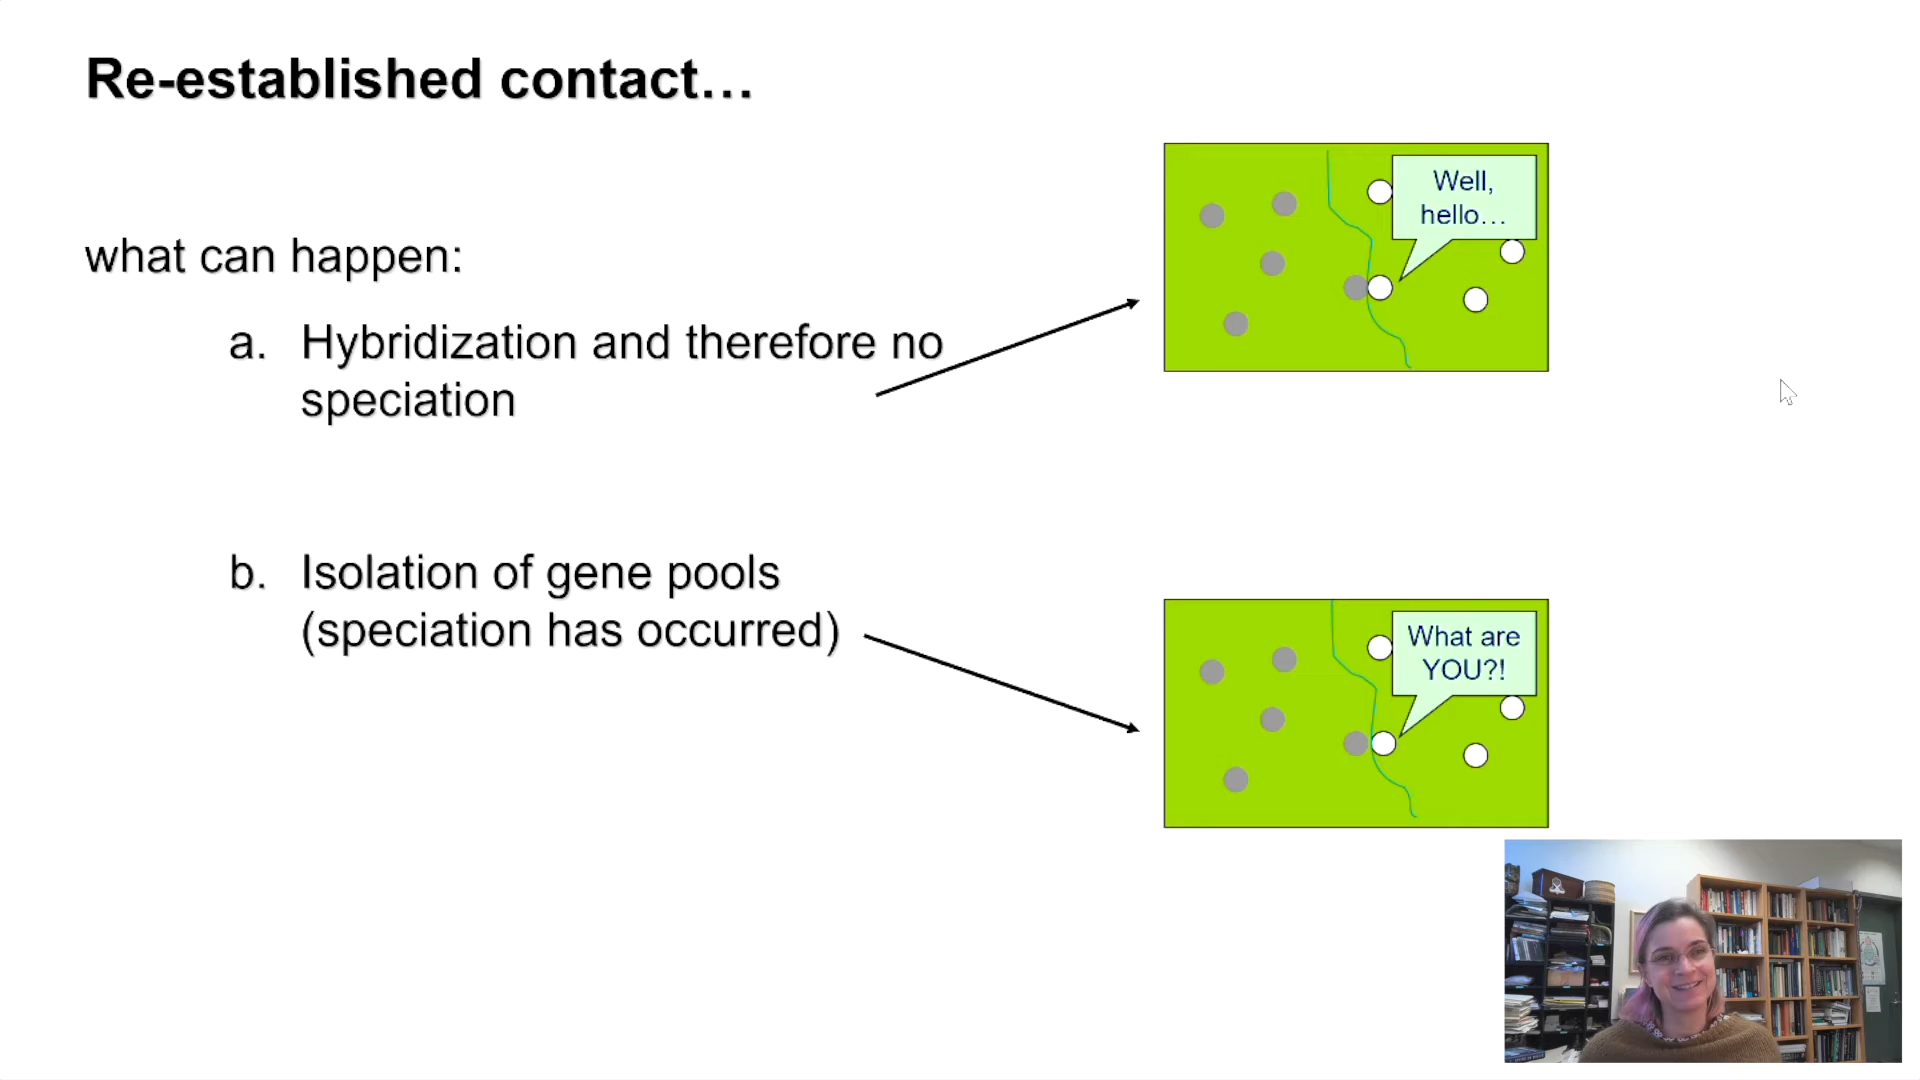 Re-established contact…
what can happen:
a. Hybridization and therefore no
speciation
Well,
hello…
b. Isolation of gene pools
(speciation has occurred)
What are
YOU?!